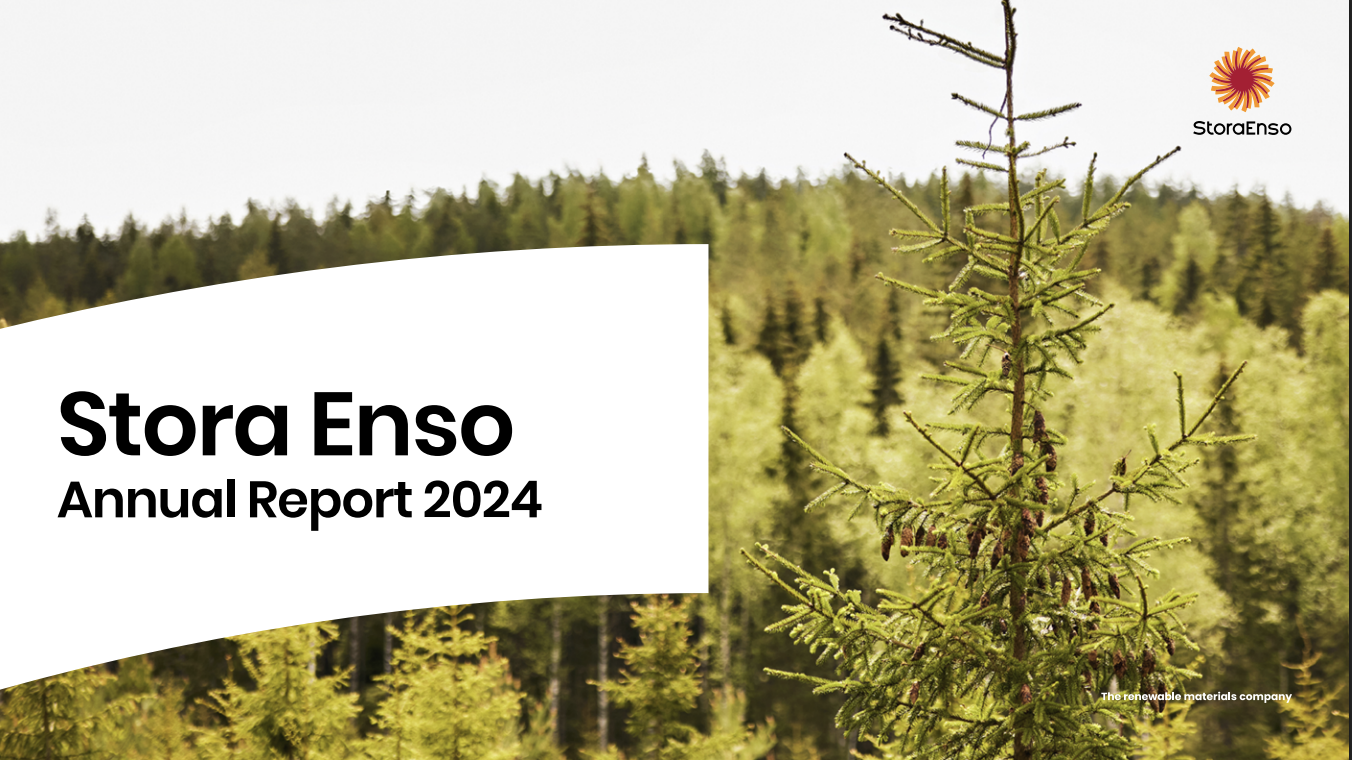 StoraEnso
Stora Enso
Annual Report 2024
The renewable materials company